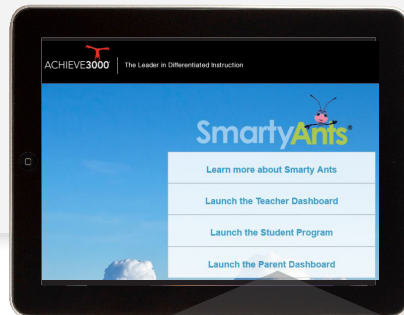 ACHIEVE3000®
The Leader in Differentiated Instruction
SmartyAnts®
Learn more about Smarty Ants
Launch the Teacher Dashboard
Launch the Student Program
Launch the Parent Dashboard